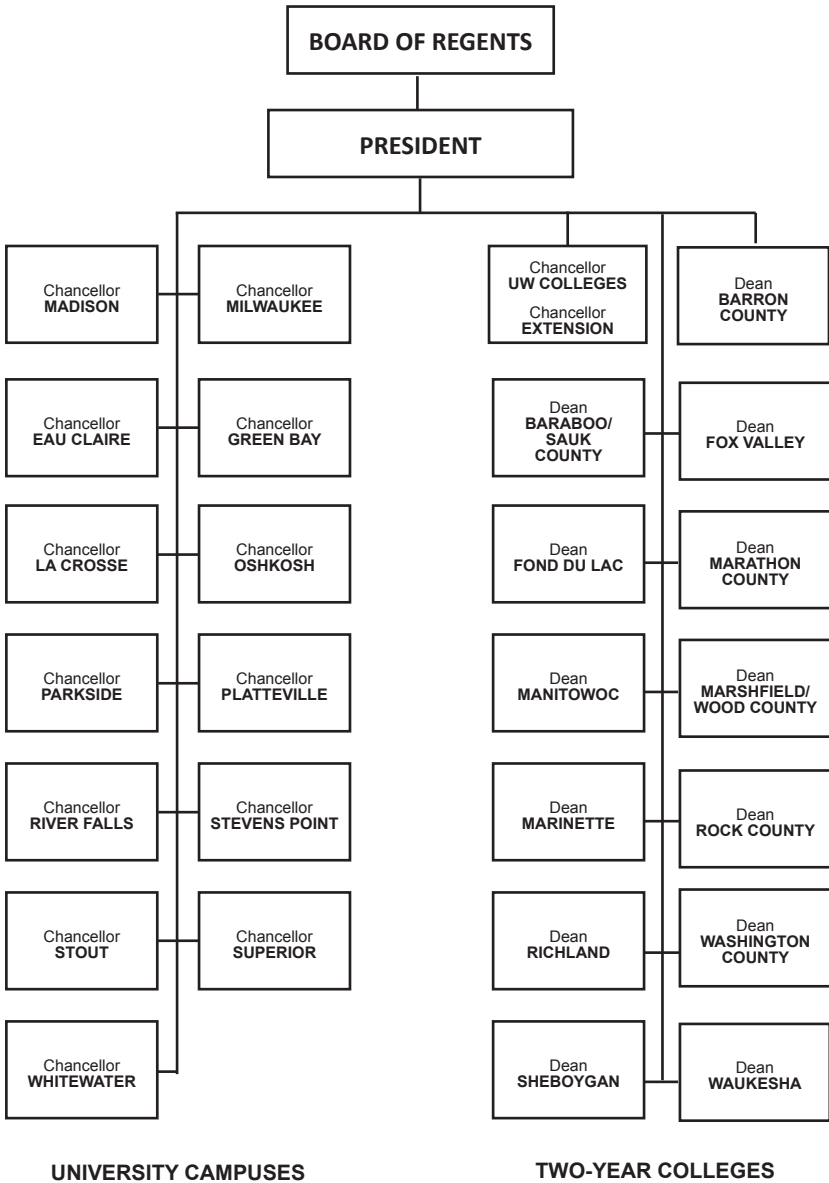 BOARD OF REGENTS
PRESIDENT
Chancellor
MADISON
Chancellor
MILWAUKEE
Chancellor
UW COLLEGES
Chancellor
EXTENSION
Dean
BARRON
COUNTY
Chancellor
EAU CLAIRE
Chancellor
GREEN BAY
Dean
BARABOO/
SAUK
COUNTY
Dean
FOX VALLEY
Chancellor
LA CROSSE
Chancellor
OSHKOSH
Dean
FOND DU LAC
Dean
MARATHON
COUNTY
Chancellor
PARKSIDE
Chancellor
PLATTEVILLE
Dean
MANITOWOC
Dean
MARSHFIELD/
WOOD COUNTY
Chancellor
RIVER FALLS
Chancellor
STEVENS POINT
Dean
MARINETTE
Dean
ROCK COUNTY
Chancellor
STOUT
Chancellor
SUPERIOR
Dean
RICHLAND
Dean
WASHINGTON
COUNTY
Chancellor
WHITEWATER
Dean
SHEBOYGAN
Dean
WAUKESHA
UNIVERSITY CAMPUSES
TWO-YEAR COLLEGES